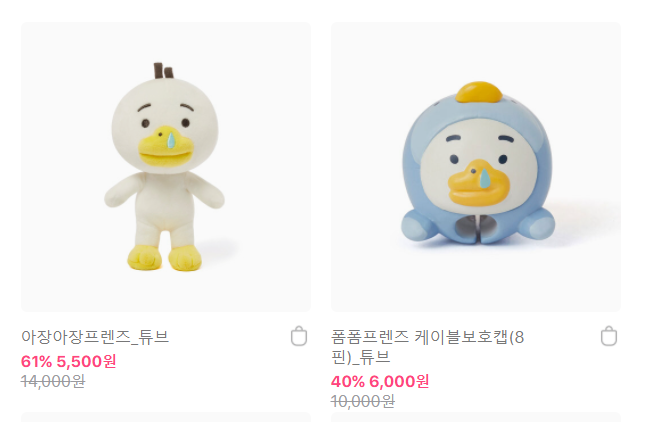 아장아장프렌즈_튜브
61% 5,500원
14,000원
폼폼프렌즈 케이블보호캡(8
핀)_튜브
40% 6,000원
10,000원